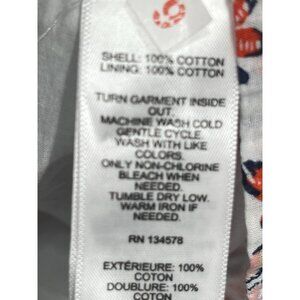 SHELL: 100% COTTON
LINING: 100% COTTON
TURN GARMENT INSIDE
OUT.
MACHINE WASH COLD
GENTLE CYCLE.
WASH WITH LIKE
COLORS.
ONLY NON-CHLORINE
BLEACH WHEN
NEEDED.
TUMBLE DRY LOW.
WARM IRON IF
NEEDED.
RN 134578
EXTÉRIEURE: 100%
COTON
DOUBLURE: 100%
COTON